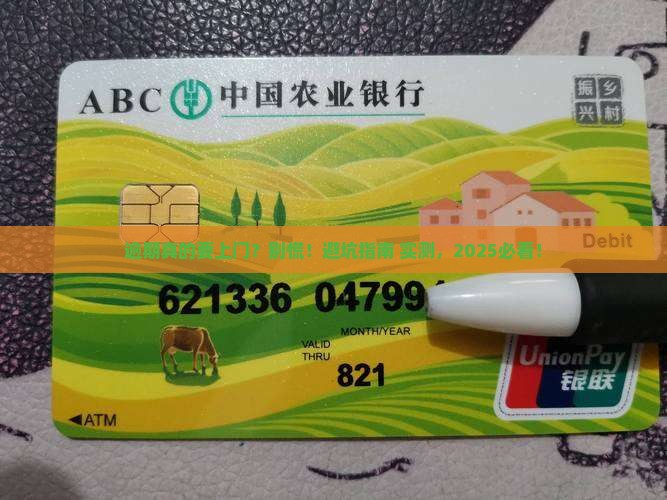 ABC 中国农业银行
振 乡
兴 村
真的要上门？别慌！避坑指南 实测，2025必看！
Debit
621336 04799
MONTH/YEAR
VALID
THRU
821
UnionPay
银联
◀ATM